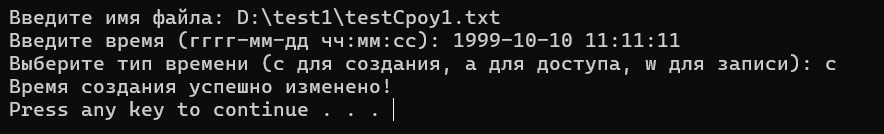 Введите имя файла: D:\test1\testCpoy1.txt
Введите время (гггг-мм-дд чч:мм:сс): 1999-10-10 11:11:11
Выберите тип времени (c для создания, a для доступа, w для записи): c
Время создания успешно изменено!
Press any key to continue . . .